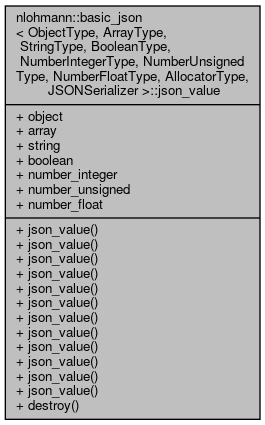 nlohmann::basic_json
< ObjectType, ArrayType,
StringType, BooleanType,
NumberIntegerType, NumberUnsigned
Type, NumberFloatType, AllocatorType,
JSONSerializer >::json_value
+ object
+ array
+ string
+ boolean
+ number_integer
+ number_unsigned
+ number_float
+ json_value()
+ json_value()
+ json_value()
+ json_value()
+ json_value()
+ json_value()
+ json_value()
+ json_value()
+ json_value()
+ json_value()
+ json_value()
+ json_value()
+ destroy()